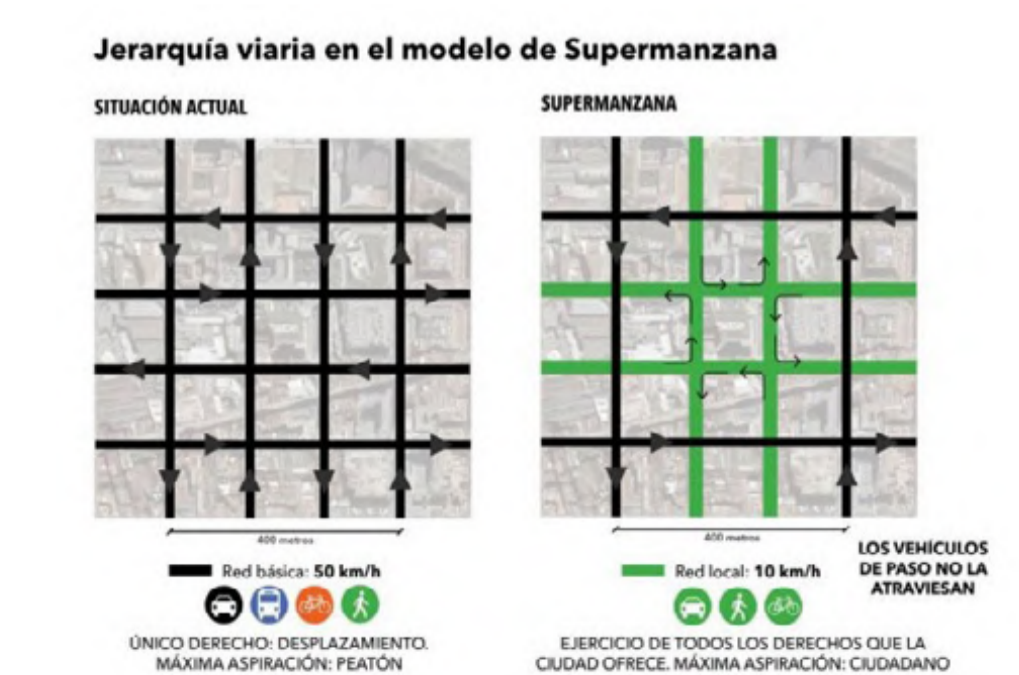 Jerarquía viaria en el modelo de Supermanzana
SITUACIÓN ACTUAL
400 metros
Red básica: 50 km/h
ÚNICO DERECHO: DESPLAZAMIENTO.
MÁXIMA ASPIRACIÓN: PEATÓN
SUPERMANZANA
400 metros
LOS VEHÍCULOS
DE PASO NO LA
ATRAVIESAN
Red local: 10 km/h
EJERCICIO DE TODOS LOS DERECHOS QUE LA
CIUDAD OFRECE. MÁXIMA ASPIRACIÓN: CIUDADANO